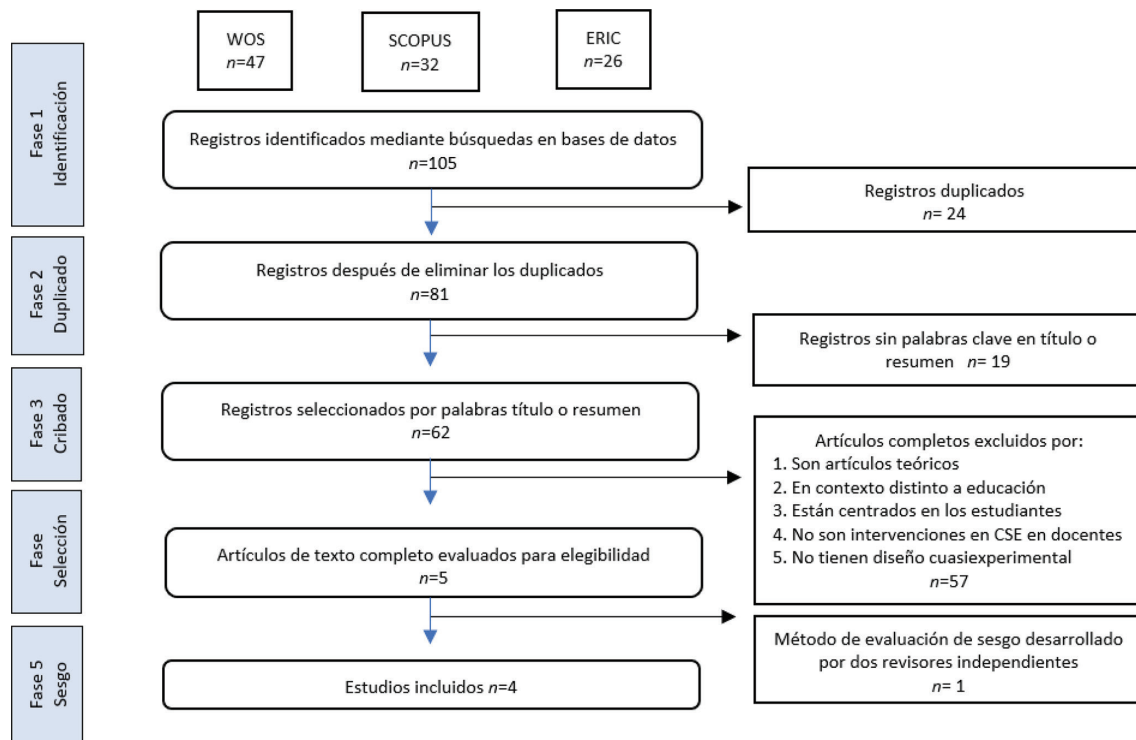 WOS
n=47
SCOPUS
n=32
ERIC
n=26
Fase 1
Identificación
Registros identificados mediante búsquedas en bases de datos
n=105
Registros duplicados
n= 24
Fase 2
Duplicado
Registros después de eliminar los duplicados
n=81
Registros sin palabras clave en título o
resumen n= 19
Fase 3
Cribado
Registros seleccionados por palabras título o resumen
n=62
Artículos completos excluidos por:
1. Son artículos teóricos
2. En contexto distinto a educación
3. Están centrados en los estudiantes
4. No son intervenciones en CSE en docentes
5. No tienen diseño cuasiexperimental
n=57
Fase
Selección
Artículos de texto completo evaluados para elegibilidad
n=5
Método de evaluación de sesgo desarrollado
por dos revisores independientes
n= 1
Fase 5
Sesgo
Estudios incluidos n=4